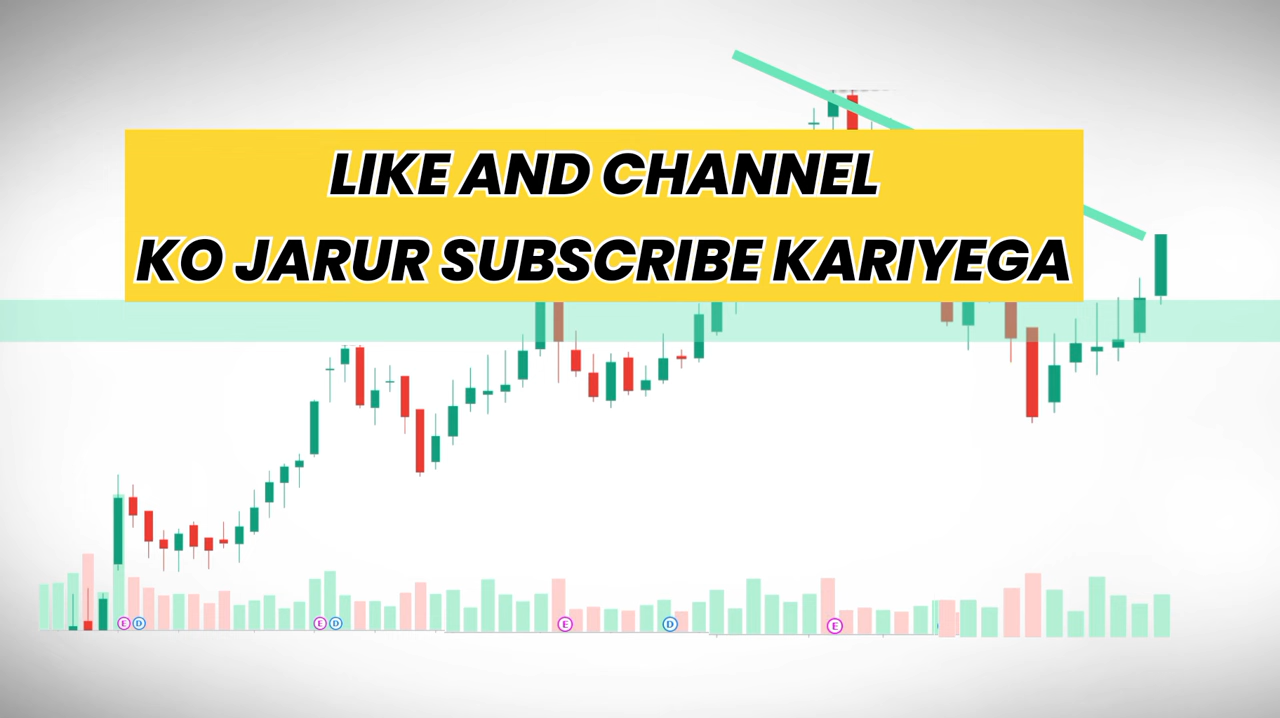 LIKE AND CHANNEL
KO JARUR SUBSCRIBE KARIYEGA
E D E D E D E